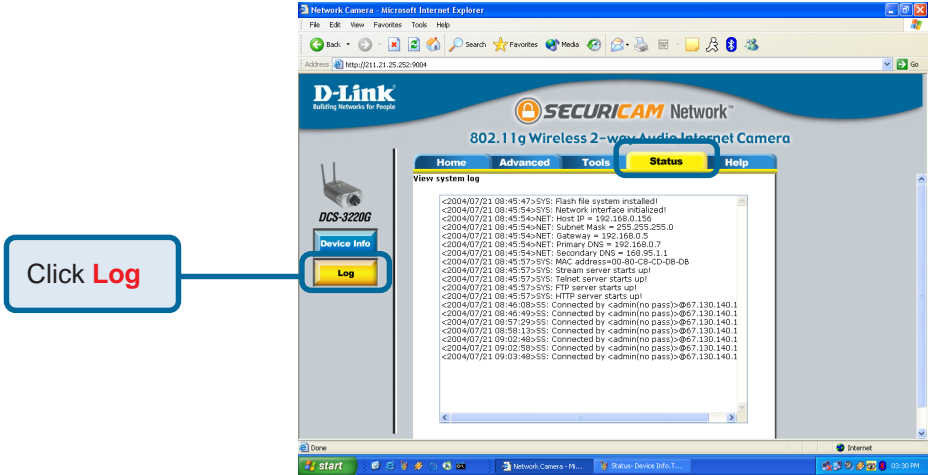 Network Camera - Microsoft Internet Explorer
File Edit View Favorites Tools Help
Back Search Favorites Media
Address http://211.21.25.252:9004 Go
D-Link
Building Networks for People
SECURICAM Network™
802.11g Wireless 2-way Audio Internet Camera
Home Advanced Tools Status Help
View system log
DCS-3220G
Device Info
Log
Click Log
<2004/07/21 08:45:47>SYS: Flash file system installed!
<2004/07/21 08:45:54>SYS: Network interface initialized!
<2004/07/21 08:45:54>NET: Host IP = 192.168.0.156
<2004/07/21 08:45:54>NET: Subnet Mask = 255.255.255.0
<2004/07/21 08:45:54>NET: Gateway = 192.168.0.5
<2004/07/21 08:45:54>NET: Primary DNS = 192.168.0.7
<2004/07/21 08:45:54>NET: Secondary DNS = 168.95.1.1
<2004/07/21 08:45:57>SYS: MAC address=00-80-C8-CD-DB-DB
<2004/07/21 08:45:57>SYS: Stream server starts up!
<2004/07/21 08:45:57>SYS: Telnet server starts up!
<2004/07/21 08:45:57>SYS: FTP server starts up!
<2004/07/21 08:45:57>SYS: HTTP server starts up!
<2004/07/21 08:46:08>SS: Connected by <admin(no pass)>@67.130.140.1
<2004/07/21 08:46:49>SS: Connected by <admin(no pass)>@67.130.140.1
<2004/07/21 08:57:29>SS: Connected by <admin(no pass)>@67.130.140.1
<2004/07/21 08:58:13>SS: Connected by <admin(no pass)>@67.130.140.1
<2004/07/21 09:02:48>SS: Connected by <admin(no pass)>@67.130.140.1
<2004/07/21 09:02:58>SS: Connected by <admin(no pass)>@67.130.140.1
<2004/07/21 09:03:48>SS: Connected by <admin(no pass)>@67.130.140.1
Done Internet
start Network Camera - Mi... Status- Device Info.T... 03:30 PM